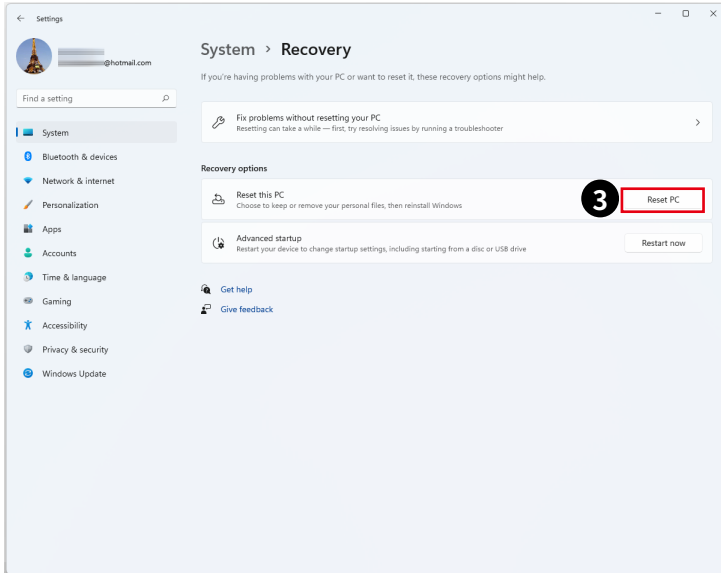 Settings
@hotmail.com
Find a setting
System
Bluetooth & devices
Network & internet
Personalization
Apps
Accounts
Time & language
Gaming
Accessibility
Privacy & security
Windows Update
System > Recovery
If you're having problems with your PC or want to reset it, these recovery options might help.
Fix problems without resetting your PC
Resetting can take a while — first, try resolving issues by running a troubleshooter
Recovery options
Reset this PC
Choose to keep or remove your personal files, then reinstall Windows
3
Reset PC
Advanced startup
Restart your device to change startup settings, including starting from a disc or USB drive
Restart now
Get help
Give feedback